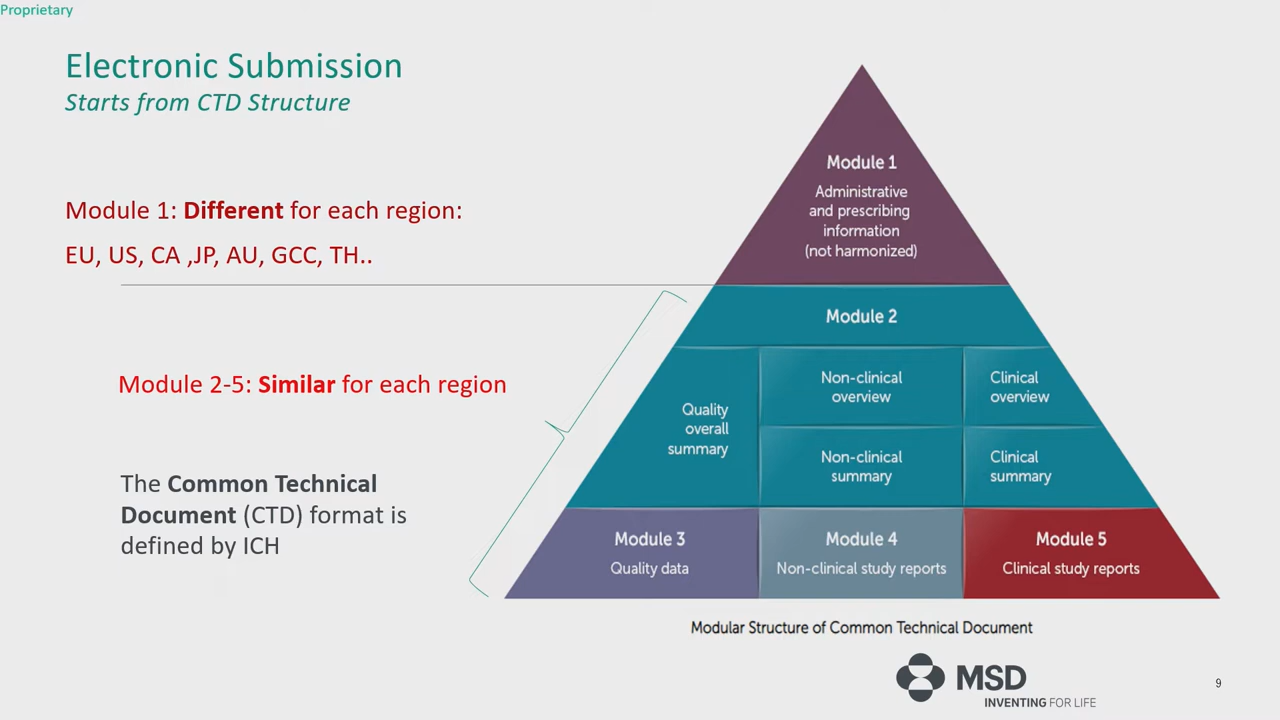 Proprietary
Electronic Submission
Starts from CTD Structure
Module 1: Different for each region:
EU, US, CA ,JP, AU, GCC, TH..
Module 2-5: Similar for each region
The Common Technical
Document (CTD) format is
defined by ICH
Module 1
Administrative
and prescribing
information
(not harmonized)
Module 2
Quality
overall
summary
Non-clinical
overview
Clinical
overview
Non-clinical
summary
Clinical
summary
Module 3
Quality data
Module 4
Non-clinical study reports
Module 5
Clinical study reports
Modular Structure of Common Technical Document
MSD
INVENTING FOR LIFE
9